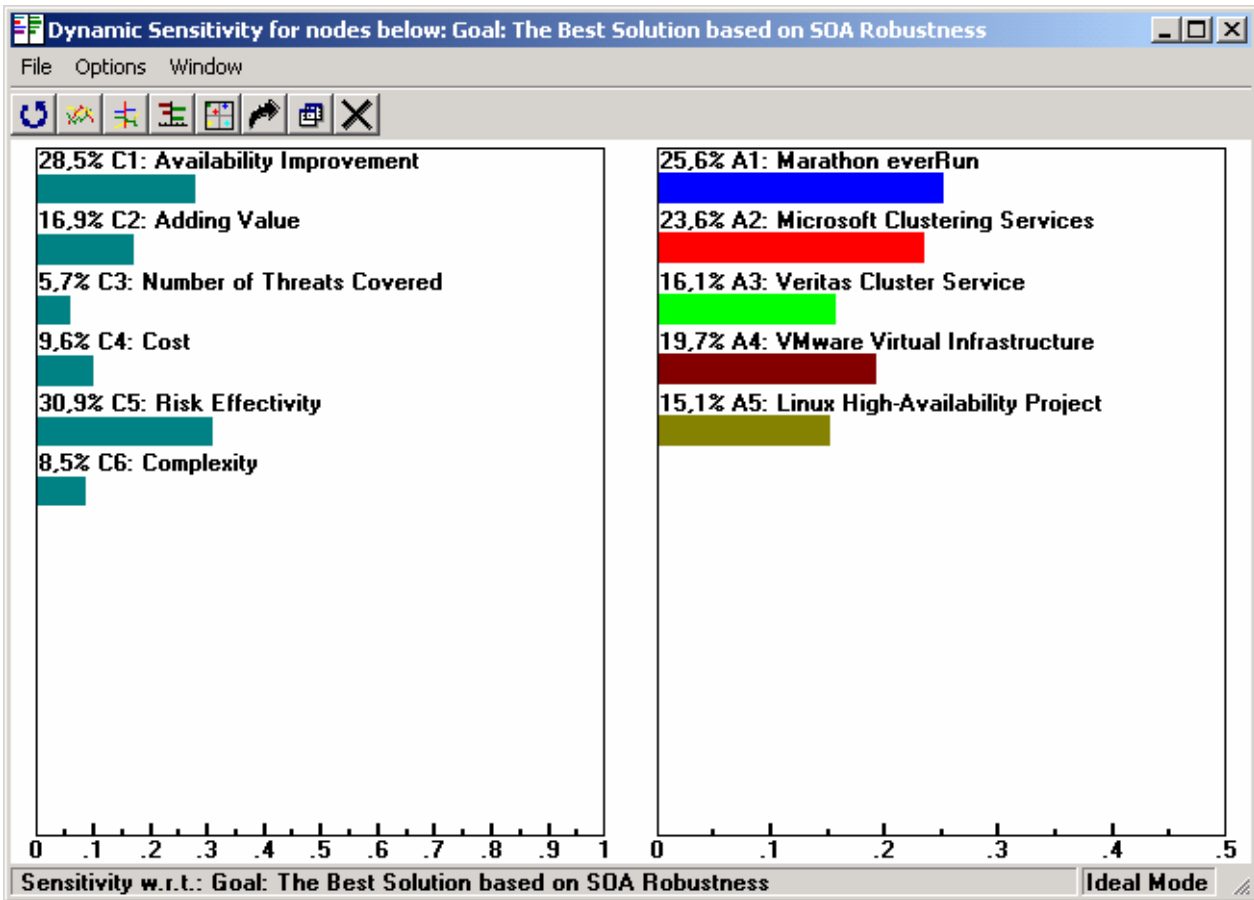 Dynamic Sensitivity for nodes below: Goal: The Best Solution based on SOA Robustness
File Options Window
28,5% C1: Availability Improvement
16,9% C2: Adding Value
5,7% C3: Number of Threats Covered
9,6% C4: Cost
30,9% C5: Risk Effectivity
8,5% C6: Complexity
0 .1 .2 .3 .4 .5 .6 .7 .8 .9 1
25,6% A1: Marathon everRun
23,6% A2: Microsoft Clustering Services
16,1% A3: Veritas Cluster Service
19,7% A4: VMware Virtual Infrastructure
15,1% A5: Linux High-Availability Project
0 .1 .2 .3 .4 .5
Sensitivity w.r.t.: Goal: The Best Solution based on SOA Robustness
Ideal Mode